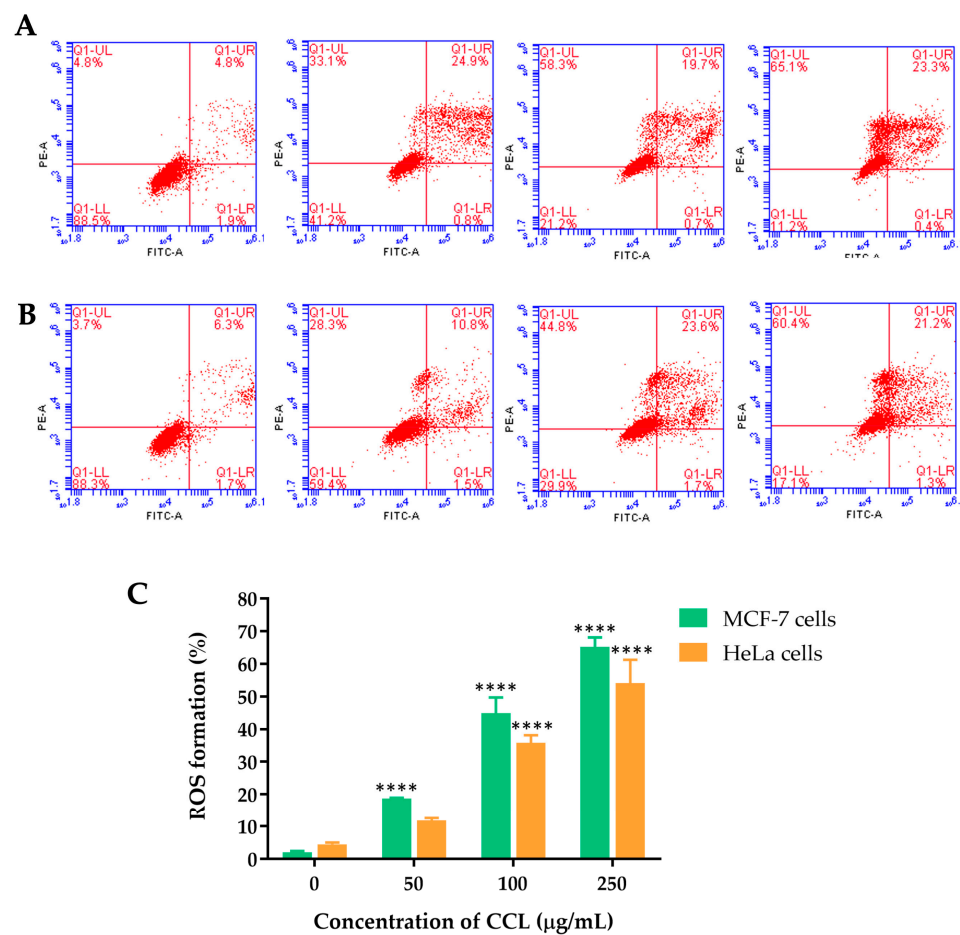 A
Q1-UL Q1-UR
4.8% 4.8%
Q1-LL Q1-LR
88.5% 1.9%
PE-A
FITC-A
Q1-UL Q1-UR
33.1% 24.9%
Q1-LL Q1-LR
41.2% 0.8%
PE-A
FITC-A
Q1-UL Q1-UR
58.3% 19.7%
Q1-LL Q1-LR
21.2% 0.7%
PE-A
FITC-A
Q1-UL Q1-UR
65.1% 23.3%
Q1-LL Q1-LR
11.2% 0.4%
PE-A
FITC-A
B
Q1-UL Q1-UR
3.7% 6.3%
Q1-LL Q1-LR
88.3% 1.7%
PE-A
FITC-A
Q1-UL Q1-UR
28.3% 10.8%
Q1-LL Q1-LR
59.4% 1.5%
PE-A
FITC-A
Q1-UL Q1-UR
44.8% 23.6%
Q1-LL Q1-LR
29.9% 1.7%
PE-A
FITC-A
Q1-UL Q1-UR
60.4% 21.2%
Q1-LL Q1-LR
17.1% 1.3%
PE-A
FITC-A
C
ROS formation (%)
80
70
60
50
40
30
20
10
0
**** **** **** **** ****
MCF-7 cells
HeLa cells
0 50 100 250
Concentration of CCL (μg/mL)